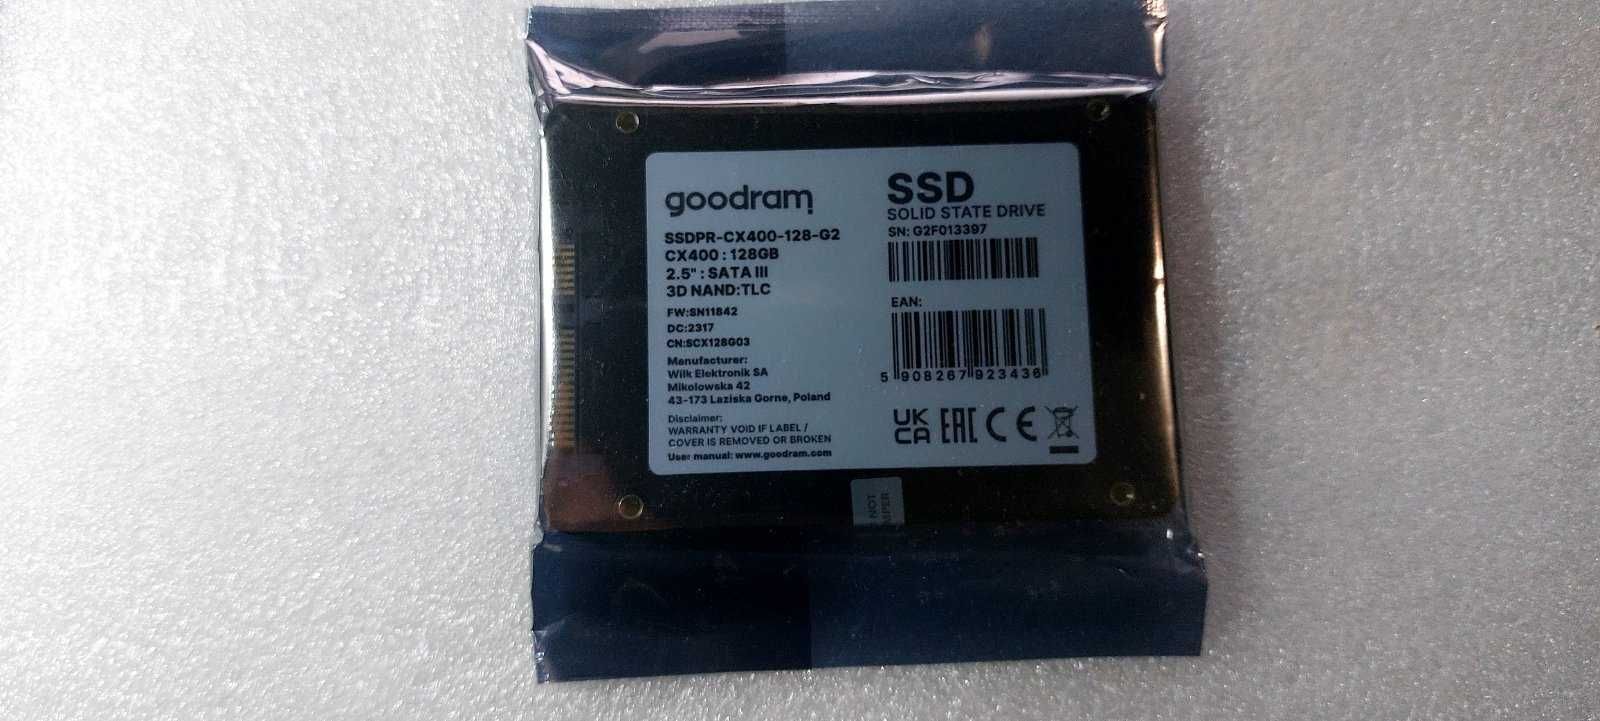 goodram
SSDPR-CX400-128-G2
CX400 : 128GB
2.5" : SATA III
3D NAND:TLC
FW:SN11842
DC:2317
CN:SCX128G03
Manufacturer:
Wilk Elektronik SA
Mikolowska 42
43-173 Laziska Gorne, Poland
Disclaimer:
WARRANTY VOID IF LABEL /
COVER IS REMOVED OR BROKEN
User manual: www.goodram.com
SSD
SOLID STATE DRIVE
SN: G2F013397
EAN:
5 908267 923436
UK
CA
EAC
CE
NOT